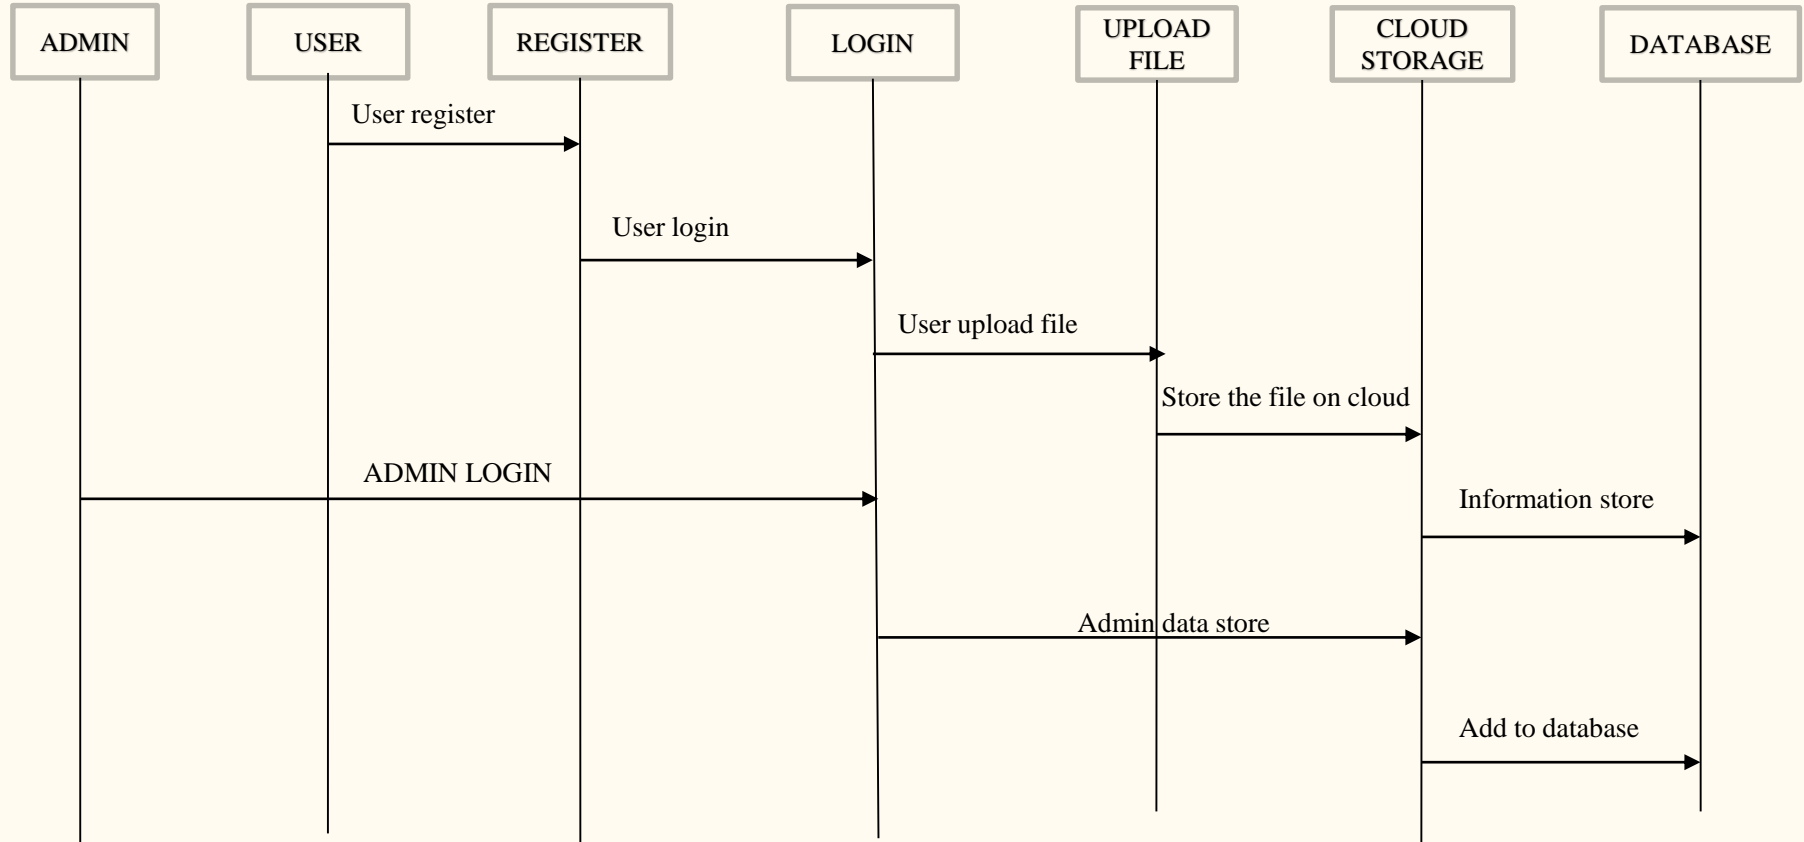 ADMIN
USER
REGISTER
LOGIN
UPLOAD
FILE
CLOUD
STORAGE
DATABASE
User register
User login
User upload file
Store the file on cloud
ADMIN LOGIN
Information store
Admin data store
Add to database